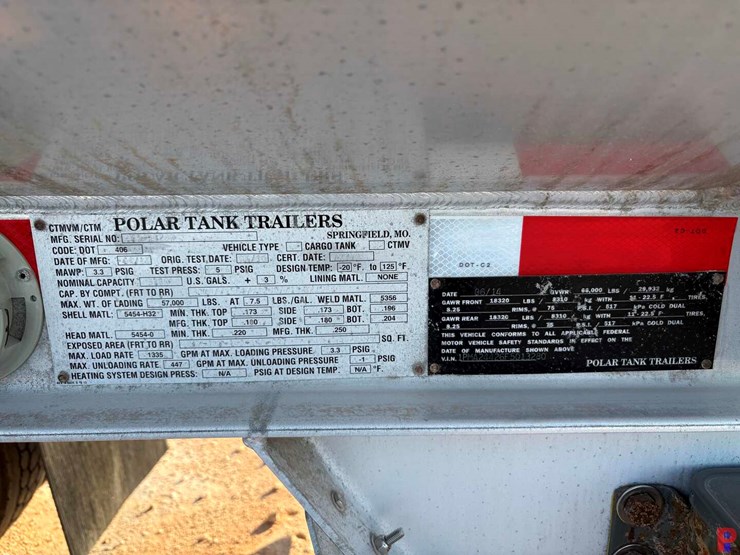 CTMVM/CTM POLAR TANK TRAILERS
MFG. SERIAL NO: SPRINGFIELD, MO.
CODE: DOT- 406 VEHICLE TYPE - CARGO TANK CTMV
DATE OF MFG: ORIG. TEST. DATE: CERT. DATE:
MAWP: 3.3 PSIG TEST PRESS: 5 PSIG DESIGN TEMP: -20 °F. to 125 °F.
NOMINAL CAPACITY U.S. GALS. + 3 % LINING MATL. NONE
CAP. BY COMPT. (FRT TO RR)
MAX. WT. OF LADING 57,000 LBS. AT 7.5 LBS./GAL. WELD MATL. 5356
SHELL MATL: 5454-H32 MIN. THK. TOP .173 SIDE .173 BOT. .196
MFG. THK. TOP SIDE .180 BOT. .204
HEAD MATL: 5454-0 MIN. THK. .220 MFG. THK. .250
EXPOSED AREA (FRT TO RR) SQ. FT.
MAX. LOAD RATE 1335 GPM AT MAX. LOADING PRESSURE 3.3 PSIG
MAX. UNLOADING RATE 447 GPM AT MAX. UNLOADING PRESSURE -1 PSIG
HEATING SYSTEM DESIGN PRESS: N/A PSIG AT DESIGN TEMP. N/A °F.
DOT-C2
DATE GVWR 66,000 LBS / 29,932 kg
GAWR FRONT 18320 LBS / 8310 kg WITH TIRES,
8.25 RIMS, @ 75 P.S.I. 517 kPa COLD DUAL
GAWR REAR 18320 LBS / 8310 kg WITH TIRES,
8.25 RIMS, @ P.S.I. 517 kPa COLD DUAL
THIS VEHICLE CONFORMS TO ALL APPLICABLE FEDERAL
MOTOR VEHICLE SAFETY STANDARDS IN EFFECT ON THE
DATE OF MANUFACTURE SHOWN ABOVE
V.I.N. POLAR TANK TRAILERS